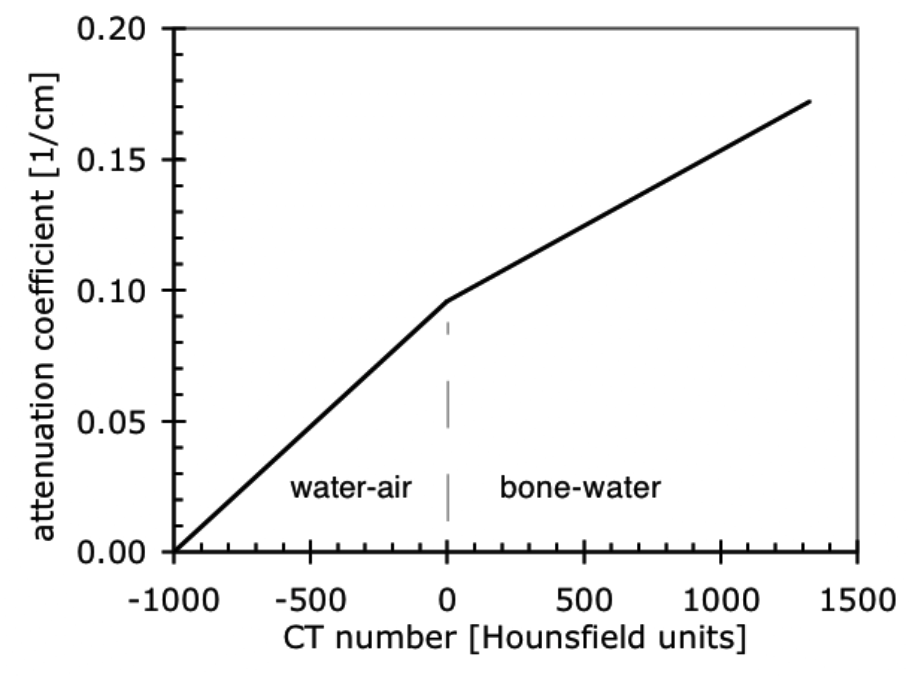 0.20
0.15
0.10
0.05
0.00
attenuation coefficient [1/cm]
water-air
bone-water
-1000 -500 0 500 1000 1500
CT number [Hounsfield units]